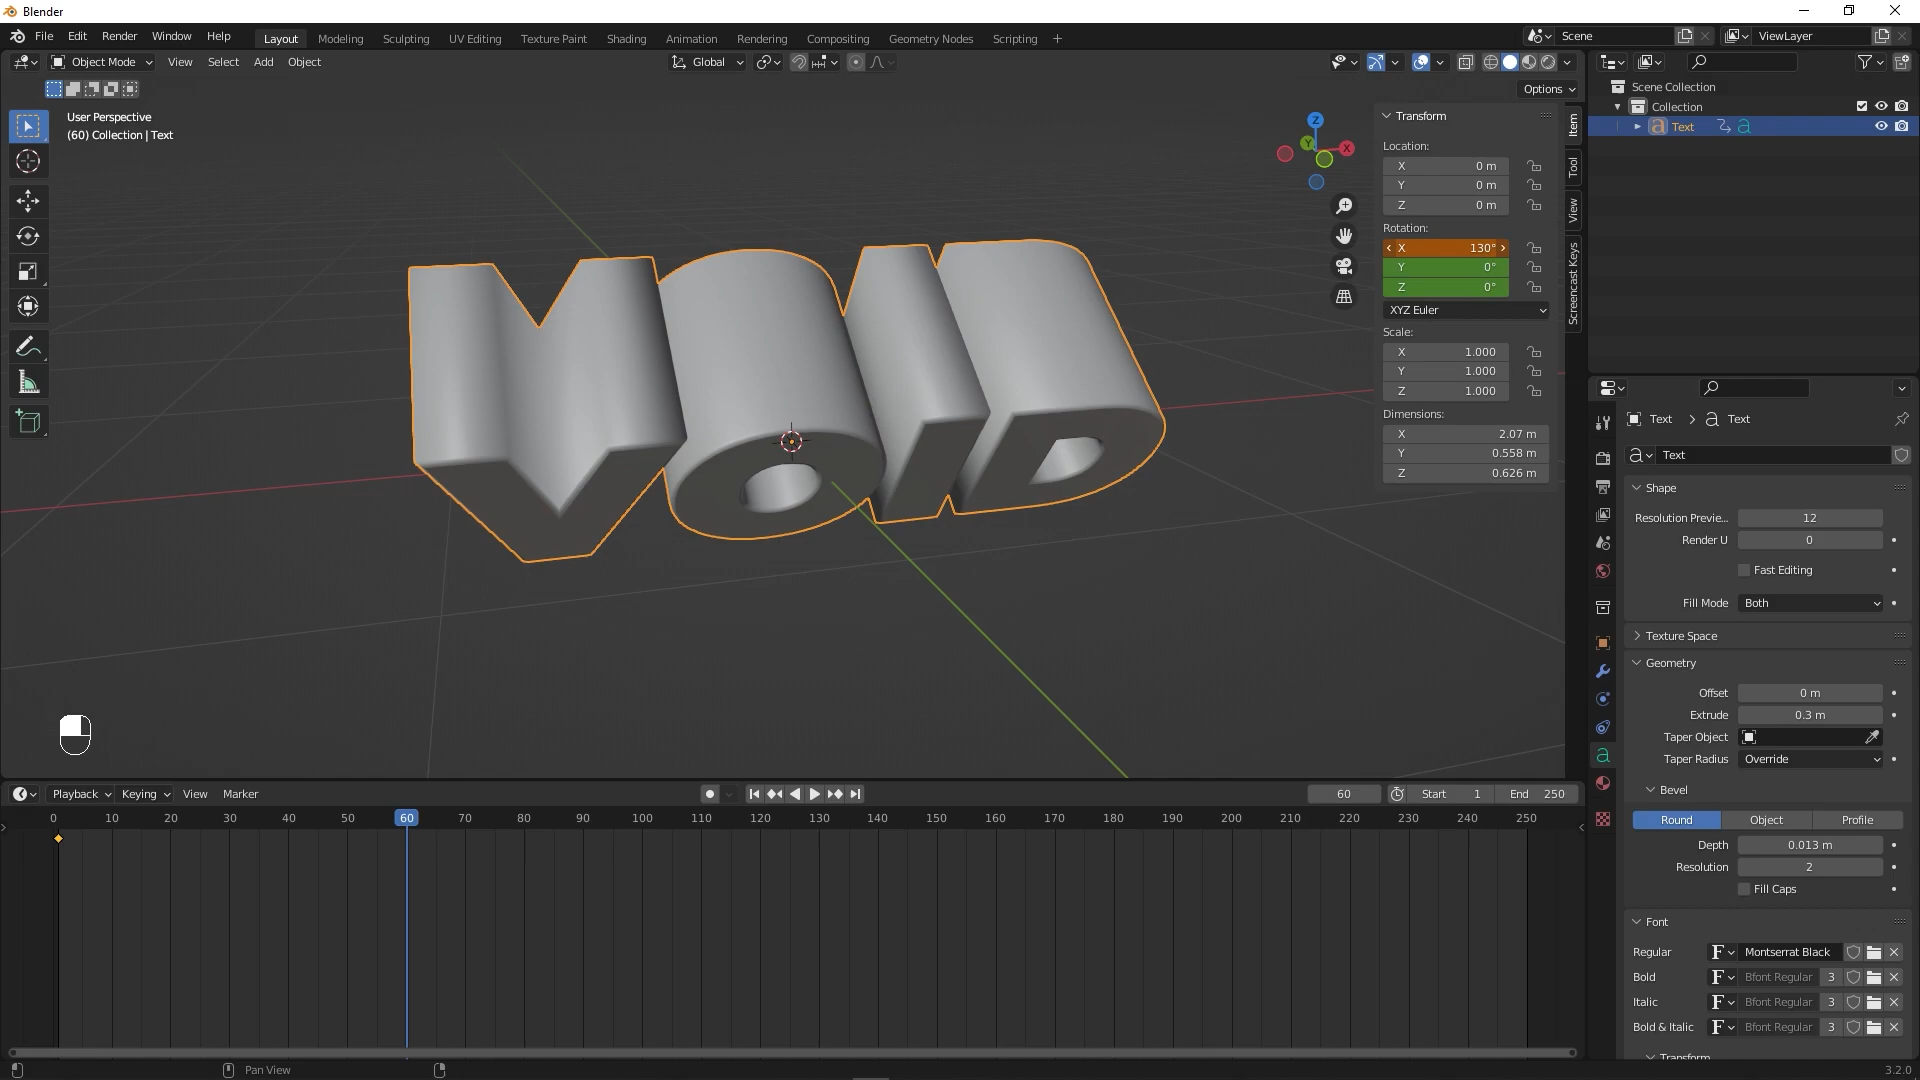 Blender
File Edit Render Window Help
Layout Modeling Sculpting UV Editing Texture Paint Shading Animation Rendering Compositing Geometry Nodes Scripting +
Scene
ViewLayer
Object Mode
View Select Add Object
Global
Options
User Perspective
(60) Collection | Text
Z
Y
X
Transform
Location:
X 0 m
Y 0 m
Z 0 m
Rotation:
X 130°
Y 0°
Z 0°
XYZ Euler
Scale:
X 1.000
Y 1.000
Z 1.000
Dimensions:
X 2.07 m
Y 0.558 m
Z 0.626 m
Item
Tool
View
Screencast Keys
Scene Collection
Collection
Text
Text > Text
Text
Shape
Resolution Previe... 12
Render U 0
Fast Editing
Fill Mode Both
Texture Space
Geometry
Offset 0 m
Extrude 0.3 m
Taper Object
Taper Radius Override
Bevel
Round Object Profile
Depth 0.013 m
Resolution 2
Fill Caps
Font
Regular Montserrat Black
Bold Bfont Regular 3
Italic Bfont Regular 3
Bold & Italic Bfont Regular 3
Transform
Playback Keying View Marker
60
Start 1
End 250
0 10 20 30 40 50 60 70 80 90 100 110 120 130 140 150 160 170 180 190 200 210 220 230 240 250
Pan View
3.2.0